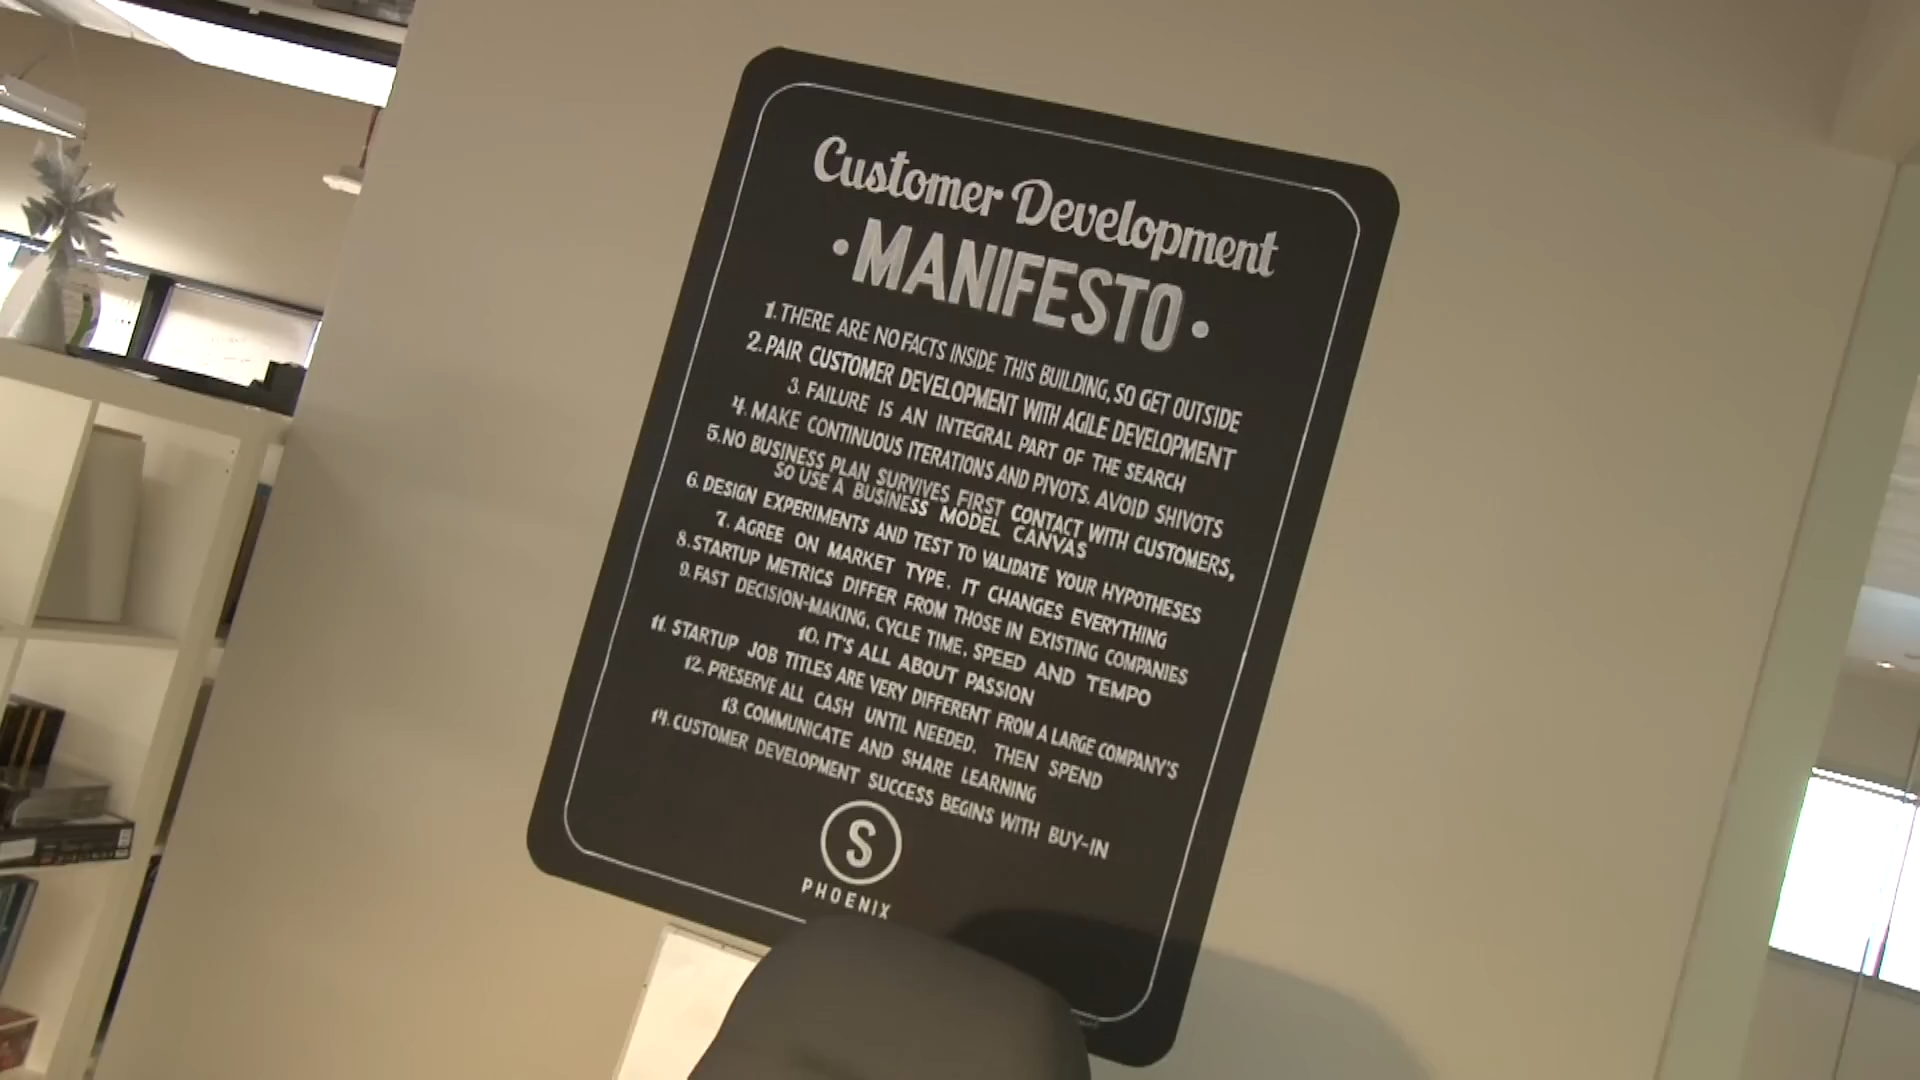 Customer Development
• MANIFESTO •
1. THERE ARE NO FACTS INSIDE THIS BUILDING, SO GET OUTSIDE
2. PAIR CUSTOMER DEVELOPMENT WITH AGILE DEVELOPMENT
3. FAILURE IS AN INTEGRAL PART OF THE SEARCH
4. MAKE CONTINUOUS ITERATIONS AND PIVOTS. AVOID SHIVOTS
5. NO BUSINESS PLAN SURVIVES FIRST CONTACT WITH CUSTOMERS,
SO USE A BUSINESS MODEL CANVAS
6. DESIGN EXPERIMENTS AND TEST TO VALIDATE YOUR HYPOTHESES
7. AGREE ON MARKET TYPE. IT CHANGES EVERYTHING
8. STARTUP METRICS DIFFER FROM THOSE IN EXISTING COMPANIES
9. FAST DECISION-MAKING, CYCLE TIME, SPEED AND TEMPO
10. IT'S ALL ABOUT PASSION
11. STARTUP JOB TITLES ARE VERY DIFFERENT FROM A LARGE COMPANY'S
12. PRESERVE ALL CASH UNTIL NEEDED. THEN SPEND
13. COMMUNICATE AND SHARE LEARNING
14. CUSTOMER DEVELOPMENT SUCCESS BEGINS WITH BUY-IN
S
PHOENIX